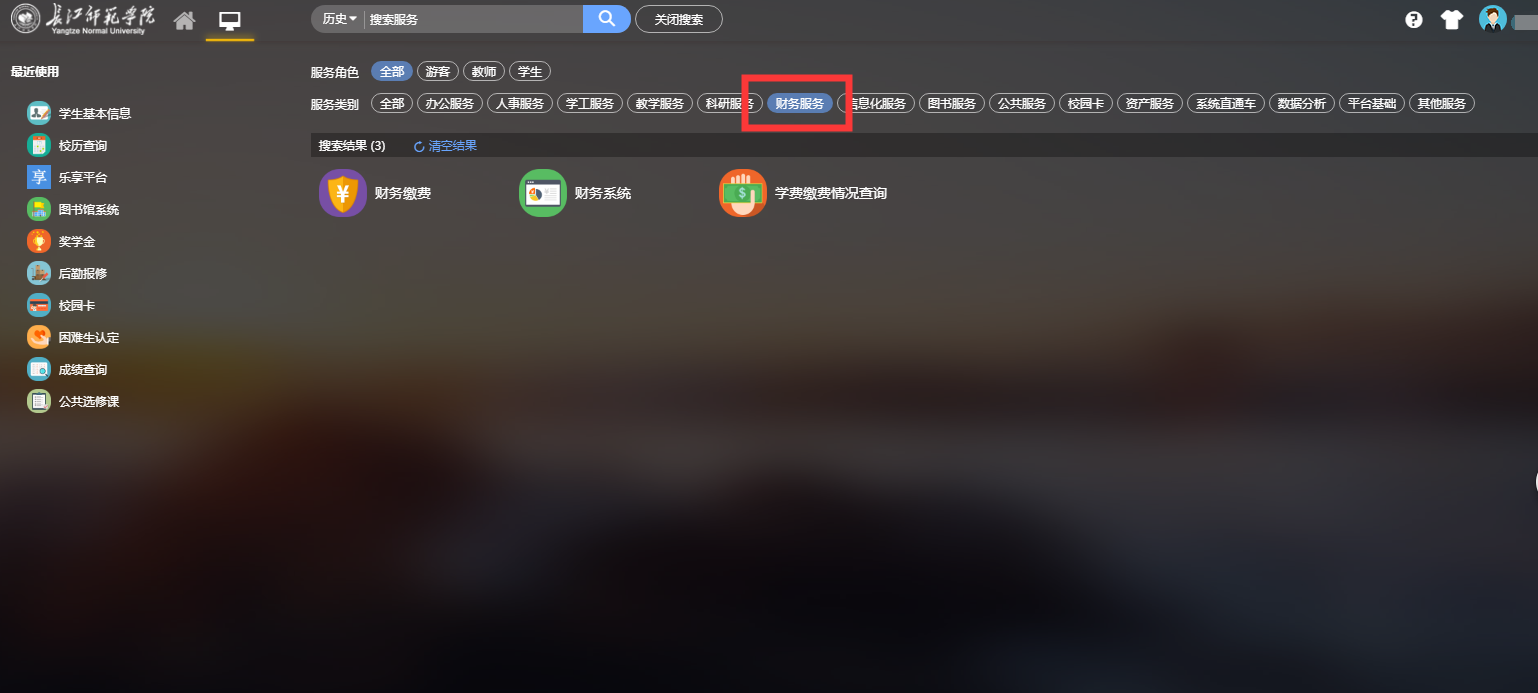 长江师范学院
Yangtze Normal University
历史 搜索服务 关闭搜索
最近使用
学生基本信息
校历查询
享 乐享平台
图书馆系统
奖学金
后勤报修
校园卡
困难生认定
成绩查询
公共选修课
服务角色 全部 游客 教师 学生
服务类别 全部 办公服务 人事服务 学工服务 教学服务 科研服务 财务服务 信息化服务 图书服务 公共服务 校园卡 资产服务 系统直通车 数据分析 平台基础 其他服务
搜索结果 (3) 清空结果
¥ 财务缴费 财务系统 $ 学费缴费情况查询